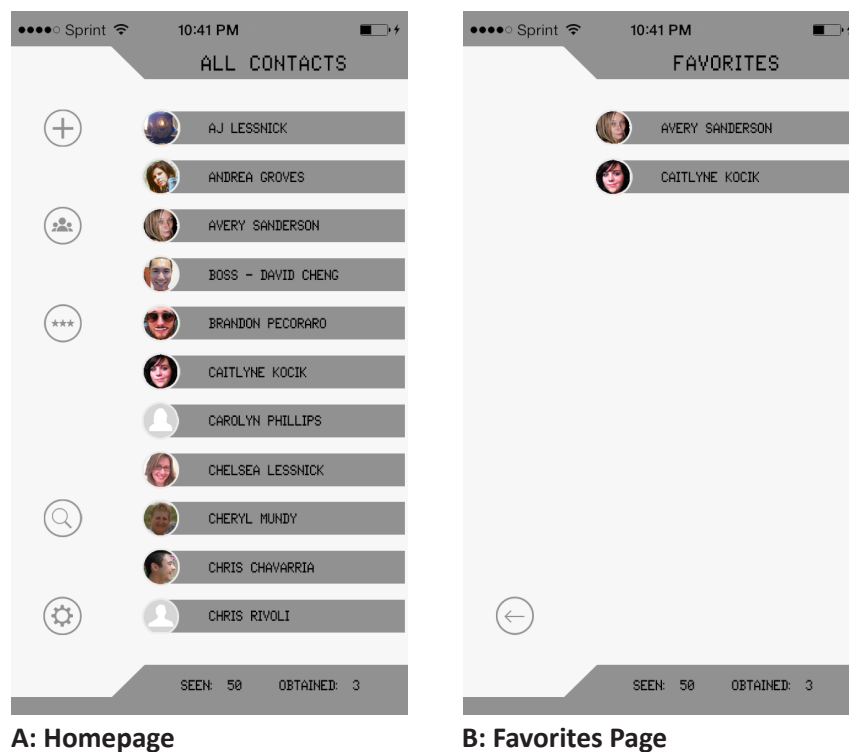 ●●●●○ Sprint 10:41 PM
ALL CONTACTS
AJ LESSNICK
ANDREA GROVES
AVERY SANDERSON
BOSS - DAVID CHENG
BRANDON PECORARO
CAITLYNE KOCIK
CAROLYN PHILLIPS
CHELSEA LESSNICK
CHERYL MUNDY
CHRIS CHAVARRIA
CHRIS RIVOLI
SEEN: 50 OBTAINED: 3
A: Homepage
●●●●○ Sprint 10:41 PM
FAVORITES
AVERY SANDERSON
CAITLYNE KOCIK
SEEN: 50 OBTAINED: 3
B: Favorites Page